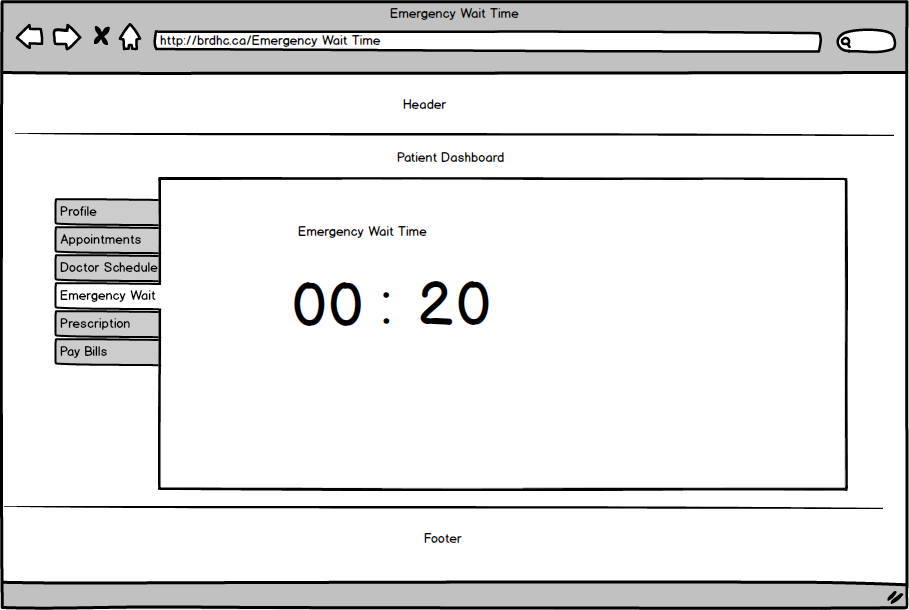 Emergency Wait Time
http://brdhc.ca/Emergency Wait Time
Header
Patient Dashboard
Profile
Appointments
Doctor Schedule
Emergency Wait
Prescription
Pay Bills
Emergency Wait Time
00 : 20
Footer